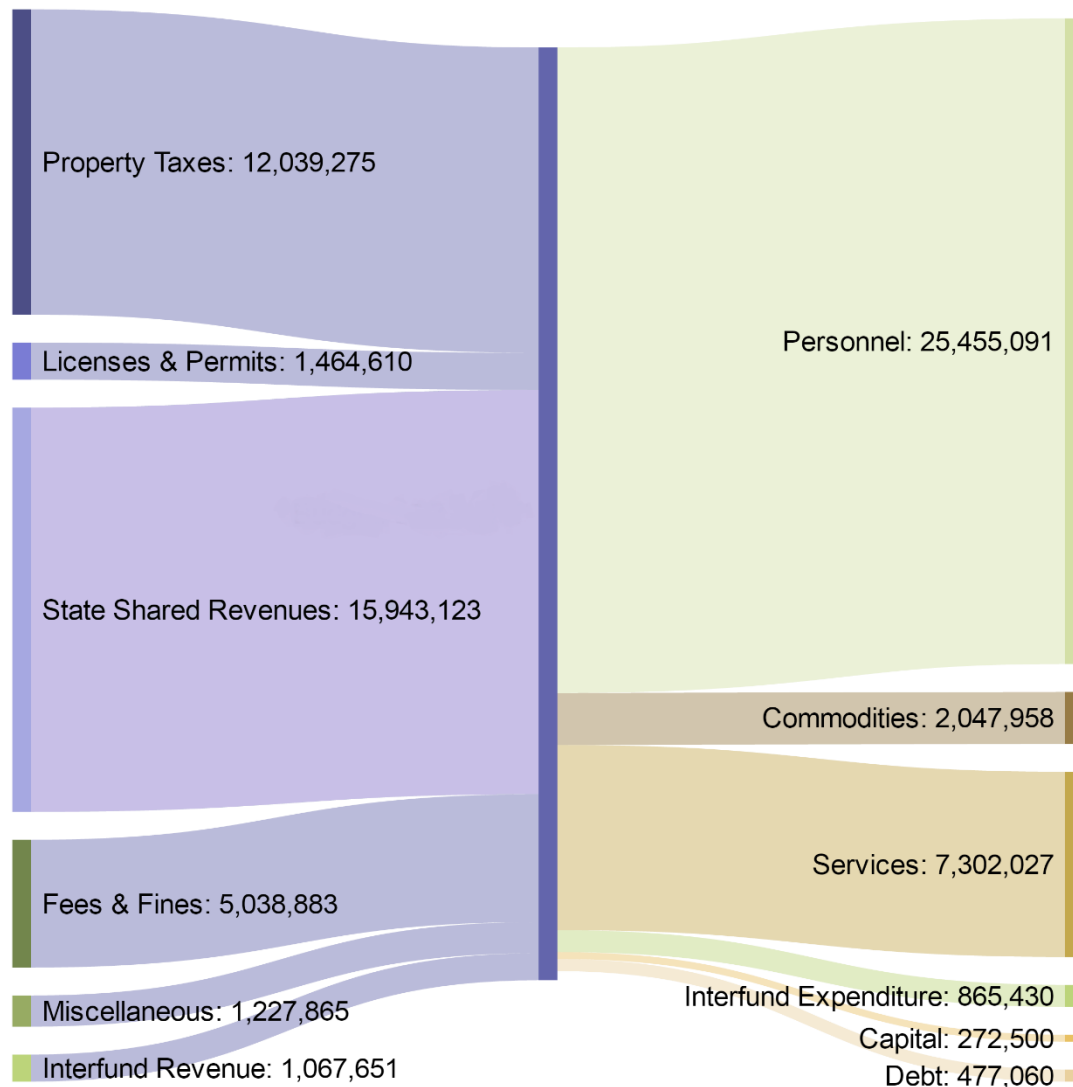 Property Taxes: 12,039,275
Licenses & Permits: 1,464,610
State Shared Revenues: 15,943,123
Fees & Fines: 5,038,883
Miscellaneous: 1,227,865
Interfund Revenue: 1,067,651
Personnel: 25,455,091
Commodities: 2,047,958
Services: 7,302,027
Interfund Expenditure: 865,430
Capital: 272,500
Debt: 477,060